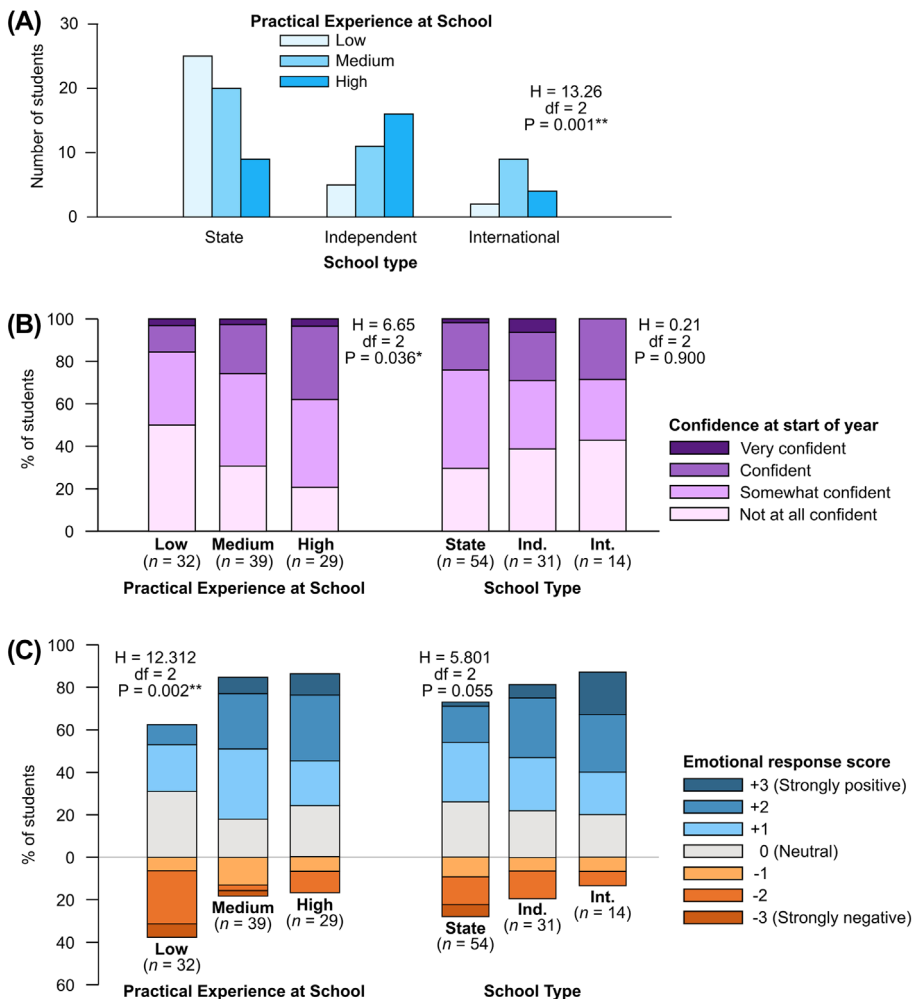 (A)
Practical Experience at School
Low
Medium
High
H = 13.26
df = 2
P = 0.001**
Number of students
30
20
10
0
State
Independent
International
School type
(B)
100
80
60
40
20
0
% of students
H = 6.65
df = 2
P = 0.036*
H = 0.21
df = 2
P = 0.900
Confidence at start of year
Very confident
Confident
Somewhat confident
Not at all confident
Low
(n = 32)
Medium
(n = 39)
High
(n = 29)
State
(n = 54)
Ind.
(n = 31)
Int.
(n = 14)
Practical Experience at School
School Type
(C)
100
80
60
40
20
0
20
40
60
% of students
H = 12.312
df = 2
P = 0.002**
H = 5.801
df = 2
P = 0.055
Emotional response score
+3 (Strongly positive)
+2
+1
0 (Neutral)
-1
-2
-3 (Strongly negative)
Low
(n = 32)
Medium
(n = 39)
High
(n = 29)
State
(n = 54)
Ind.
(n = 31)
Int.
(n = 14)
Practical Experience at School
School Type